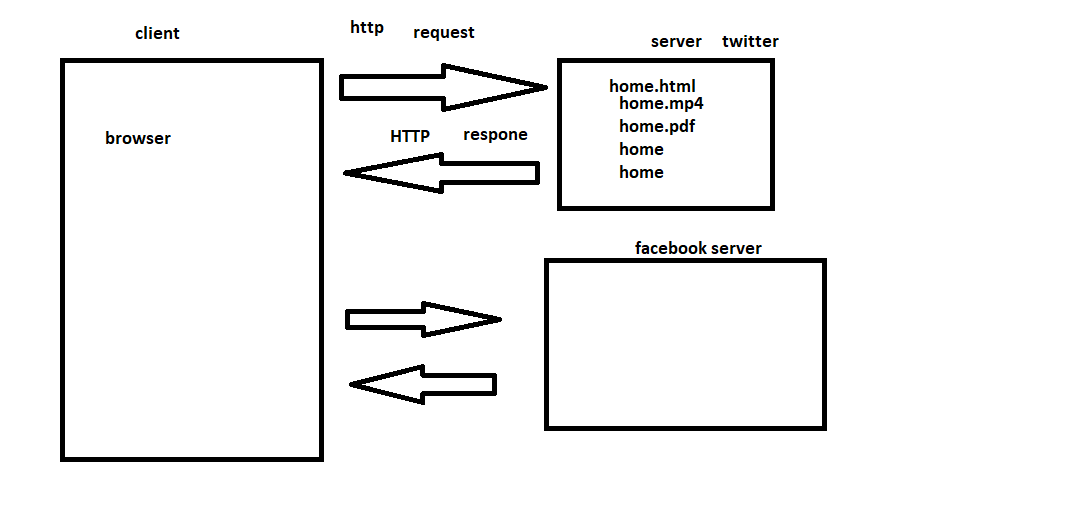 client
http request
server twitter
home.html
home.mp4
browser
HTTP respone
home.pdf
home
home
facebook server